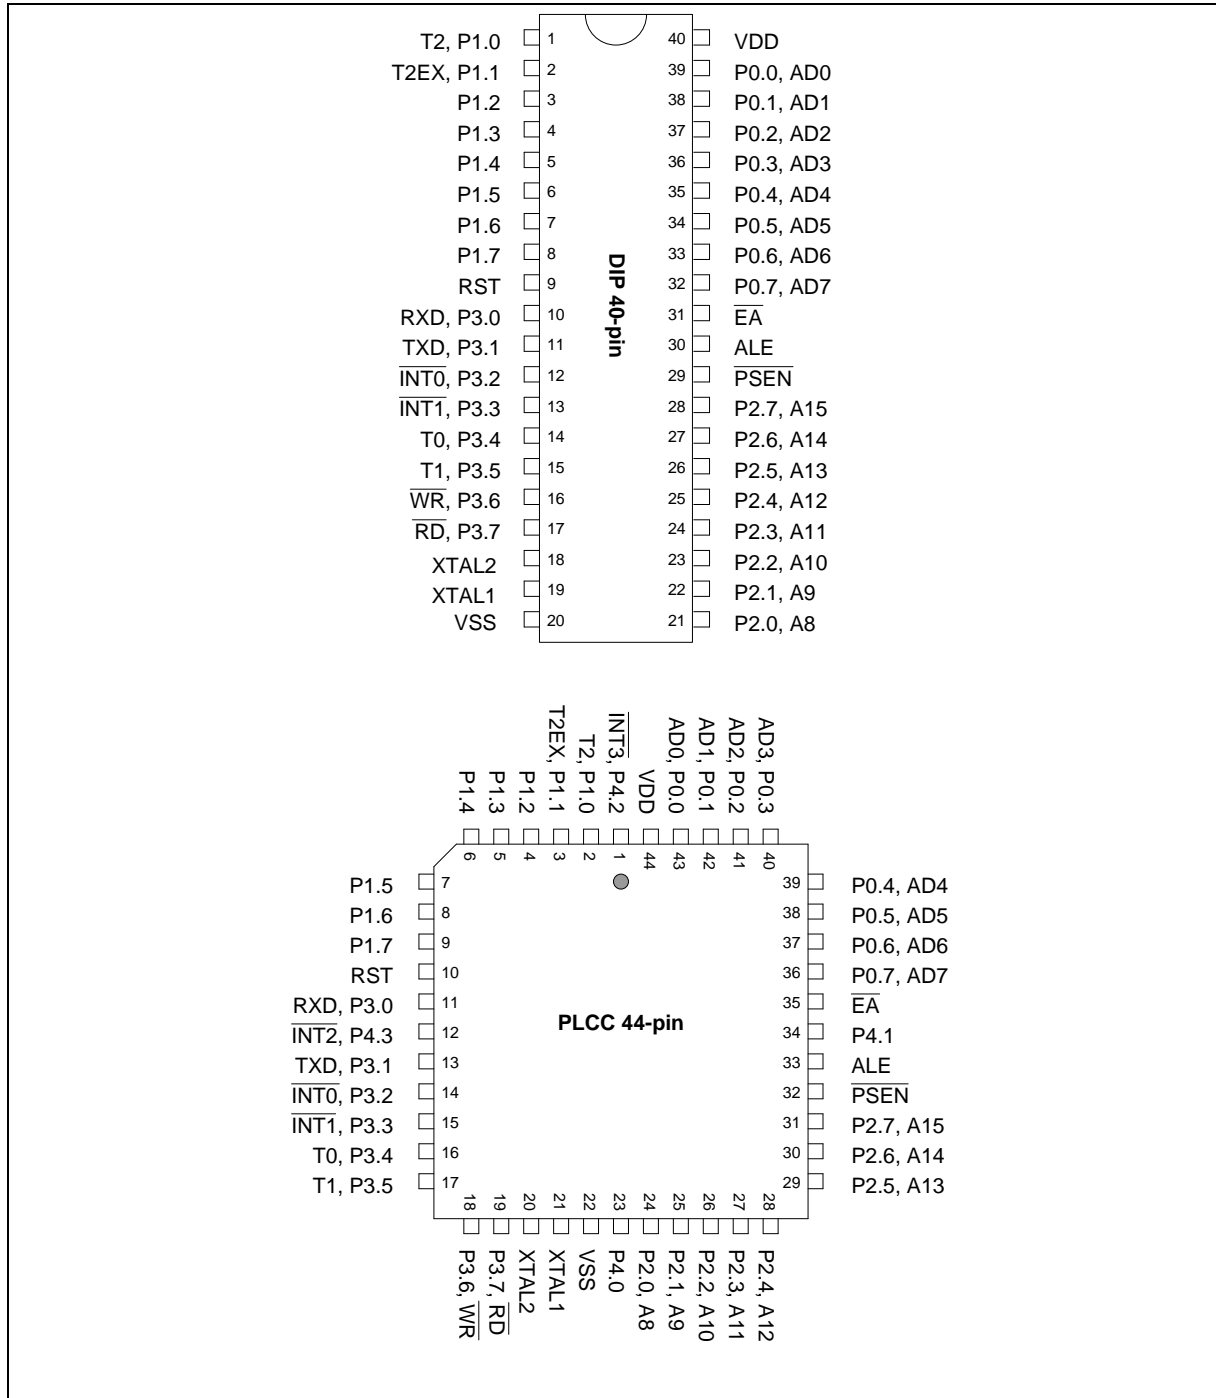 T2, P1.0 1 40 VDD
T2EX, P1.1 2 39 P0.0, AD0
P1.2 3 38 P0.1, AD1
P1.3 4 37 P0.2, AD2
P1.4 5 36 P0.3, AD3
P1.5 6 35 P0.4, AD4
P1.6 7 34 P0.5, AD5
P1.7 8 33 P0.6, AD6
RST 9 32 P0.7, AD7
RXD, P3.0 10 31 E̅A̅
TXD, P3.1 11 30 ALE
I̅N̅T̅0̅, P3.2 12 29 P̅S̅E̅N̅
I̅N̅T̅1̅, P3.3 13 28 P2.7, A15
T0, P3.4 14 27 P2.6, A14
T1, P3.5 15 26 P2.5, A13
W̅R̅, P3.6 16 25 P2.4, A12
R̅D̅, P3.7 17 24 P2.3, A11
XTAL2 18 23 P2.2, A10
XTAL1 19 22 P2.1, A9
VSS 20 21 P2.0, A8
DIP 40-pin
P1.4
P1.3
P1.2
T2EX, P1.1
T2, P1.0
I̅N̅T̅3̅, P4.2
VDD
AD0, P0.0
AD1, P0.1
AD2, P0.2
AD3, P0.3
6 5 4 3 2 1 44 43 42 41 40
P1.5 7 39 P0.4, AD4
P1.6 8 38 P0.5, AD5
P1.7 9 37 P0.6, AD6
RST 10 36 P0.7, AD7
RXD, P3.0 11 35 E̅A̅
I̅N̅T̅2̅, P4.3 12 34 P4.1
TXD, P3.1 13 33 ALE
I̅N̅T̅0̅, P3.2 14 32 P̅S̅E̅N̅
I̅N̅T̅1̅, P3.3 15 31 P2.7, A15
T0, P3.4 16 30 P2.6, A14
T1, P3.5 17 29 P2.5, A13
PLCC 44-pin
18 19 20 21 22 23 24 25 26 27 28
P3.6, W̅R̅
P3.7, R̅D̅
XTAL2
XTAL1
VSS
P4.0
P2.0, A8
P2.1, A9
P2.2, A10
P2.3, A11
P2.4, A12